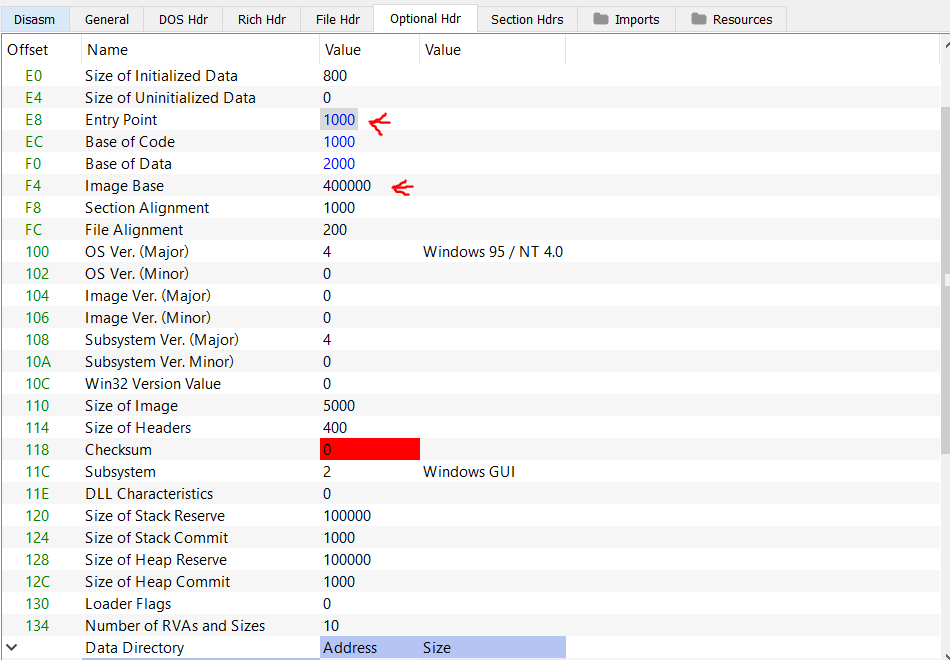 Disasm General DOS Hdr Rich Hdr File Hdr Optional Hdr Section Hdrs Imports Resources
Offset Name Value Value
E0 Size of Initialized Data 800
E4 Size of Uninitialized Data 0
E8 Entry Point 1000
EC Base of Code 1000
F0 Base of Data 2000
F4 Image Base 400000
F8 Section Alignment 1000
FC File Alignment 200
100 OS Ver. (Major) 4 Windows 95 / NT 4.0
102 OS Ver. (Minor) 0
104 Image Ver. (Major) 0
106 Image Ver. (Minor) 0
108 Subsystem Ver. (Major) 4
10A Subsystem Ver. Minor) 0
10C Win32 Version Value 0
110 Size of Image 5000
114 Size of Headers 400
118 Checksum 0
11C Subsystem 2 Windows GUI
11E DLL Characteristics 0
120 Size of Stack Reserve 100000
124 Size of Stack Commit 1000
128 Size of Heap Reserve 100000
12C Size of Heap Commit 1000
130 Loader Flags 0
134 Number of RVAs and Sizes 10
Data Directory Address Size